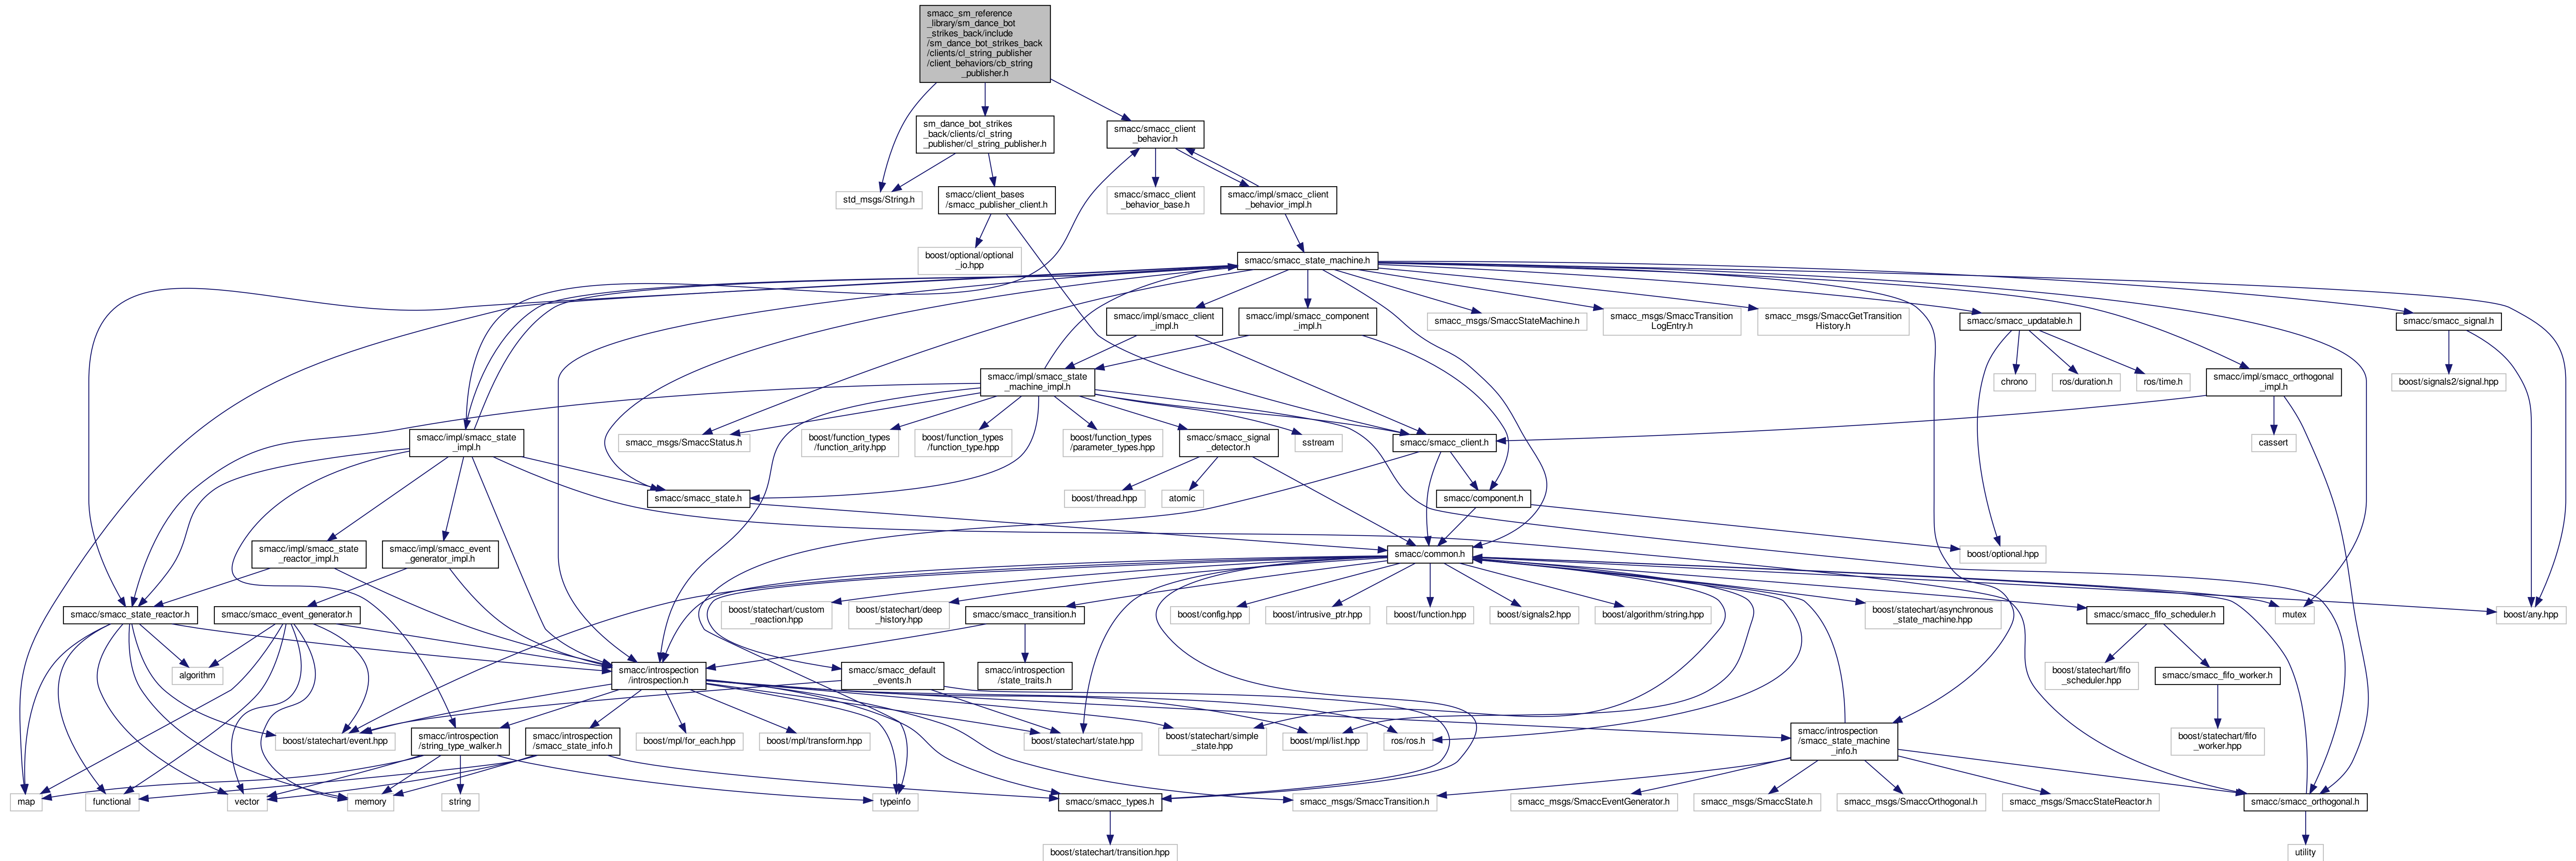 smacc_sm_reference
_library/sm_dance_bot
_strikes_back/include
/sm_dance_bot_strikes_back
/clients/cl_string_publisher
/client_behaviors/cb_string
_publisher.h
sm_dance_bot_strikes
_back/clients/cl_string
_publisher/cl_string_publisher.h
smacc/smacc_client
_behavior.h
std_msgs/String.h
smacc/client_bases
/smacc_publisher_client.h
smacc/smacc_client
_behavior_base.h
smacc/impl/smacc_client
_behavior_impl.h
boost/optional/optional
_io.hpp
smacc/smacc_state_machine.h
smacc/impl/smacc_client
_impl.h
smacc/impl/smacc_component
_impl.h
smacc_msgs/SmaccStateMachine.h
smacc_msgs/SmaccTransition
LogEntry.h
smacc_msgs/SmaccGetTransition
History.h
smacc/smacc_updatable.h
smacc/smacc_signal.h
smacc/impl/smacc_state
_machine_impl.h
chrono
ros/duration.h
ros/time.h
smacc/impl/smacc_orthogonal
_impl.h
boost/signals2/signal.hpp
smacc/impl/smacc_state
_impl.h
smacc_msgs/SmaccStatus.h
boost/function_types
/function_arity.hpp
boost/function_types
/function_type.hpp
boost/function_types
/parameter_types.hpp
smacc/smacc_signal
_detector.h
sstream
smacc/smacc_client.h
cassert
smacc/smacc_state.h
boost/thread.hpp
atomic
smacc/component.h
smacc/impl/smacc_state
_reactor_impl.h
smacc/impl/smacc_event
_generator_impl.h
smacc/common.h
boost/optional.hpp
smacc/smacc_state_reactor.h
smacc/smacc_event_generator.h
boost/statechart/custom
_reaction.hpp
boost/statechart/deep
_history.hpp
smacc/smacc_transition.h
boost/config.hpp
boost/intrusive_ptr.hpp
boost/function.hpp
boost/signals2.hpp
boost/algorithm/string.hpp
boost/statechart/asynchronous
_state_machine.hpp
smacc/smacc_fifo_scheduler.h
mutex
boost/any.hpp
algorithm
smacc/introspection
/introspection.h
smacc/smacc_default
_events.h
smacc/introspection
/state_traits.h
boost/statechart/fifo
_scheduler.hpp
smacc/smacc_fifo_worker.h
boost/statechart/event.hpp
smacc/introspection
/string_type_walker.h
smacc/introspection
/smacc_state_info.h
boost/mpl/for_each.hpp
boost/mpl/transform.hpp
boost/statechart/state.hpp
boost/statechart/simple
_state.hpp
boost/mpl/list.hpp
ros/ros.h
smacc/introspection
/smacc_state_machine
_info.h
boost/statechart/fifo
_worker.hpp
map
functional
vector
memory
string
typeinfo
smacc/smacc_types.h
smacc_msgs/SmaccTransition.h
smacc_msgs/SmaccEventGenerator.h
smacc_msgs/SmaccState.h
smacc_msgs/SmaccOrthogonal.h
smacc_msgs/SmaccStateReactor.h
smacc/smacc_orthogonal.h
boost/statechart/transition.hpp
utility